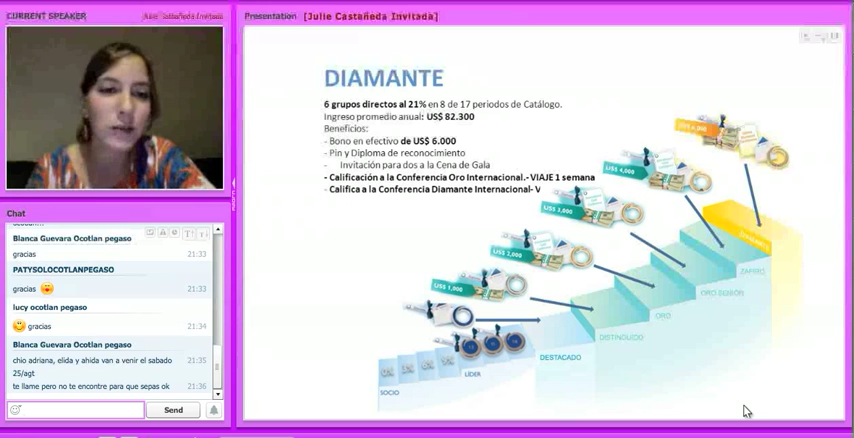 CURRENT SPEAKER
Julie Castañeda Invitada
Presentation [Julie Castañeda Invitada]
Chat
Blanca Guevara Ocotlan pegaso
gracias 21:33
PATYSOLOCOTLANPEGASO
gracias 21:33
lucy ocotlan pegaso
gracias 21:34
Blanca Guevara Ocotlan pegaso
chio adriana, elida y ahida van a venir el sabado 21:35
25/agt
te llame pero no te encontre para que sepas ok 21:36
Send
DIAMANTE
6 grupos directos al 21% en 8 de 17 periodos de Catálogo.
Ingreso promedio anual: US$ 82.300
Beneficios:
- Bono en efectivo de US$ 6.000
- Pin y Diploma de reconocimiento
- Invitación para dos a la Cena de Gala
- Calificación a la Conferencia Oro Internacional.- VIAJE 1 semana
- Califica a la Conferencia Diamante Internacional- V
US$ 4,000
US$ 2,000
US$ 1,000
ZAFIRO
ORO
DISTINGUIDO
DESTACADO
LÍDER
SOCIO